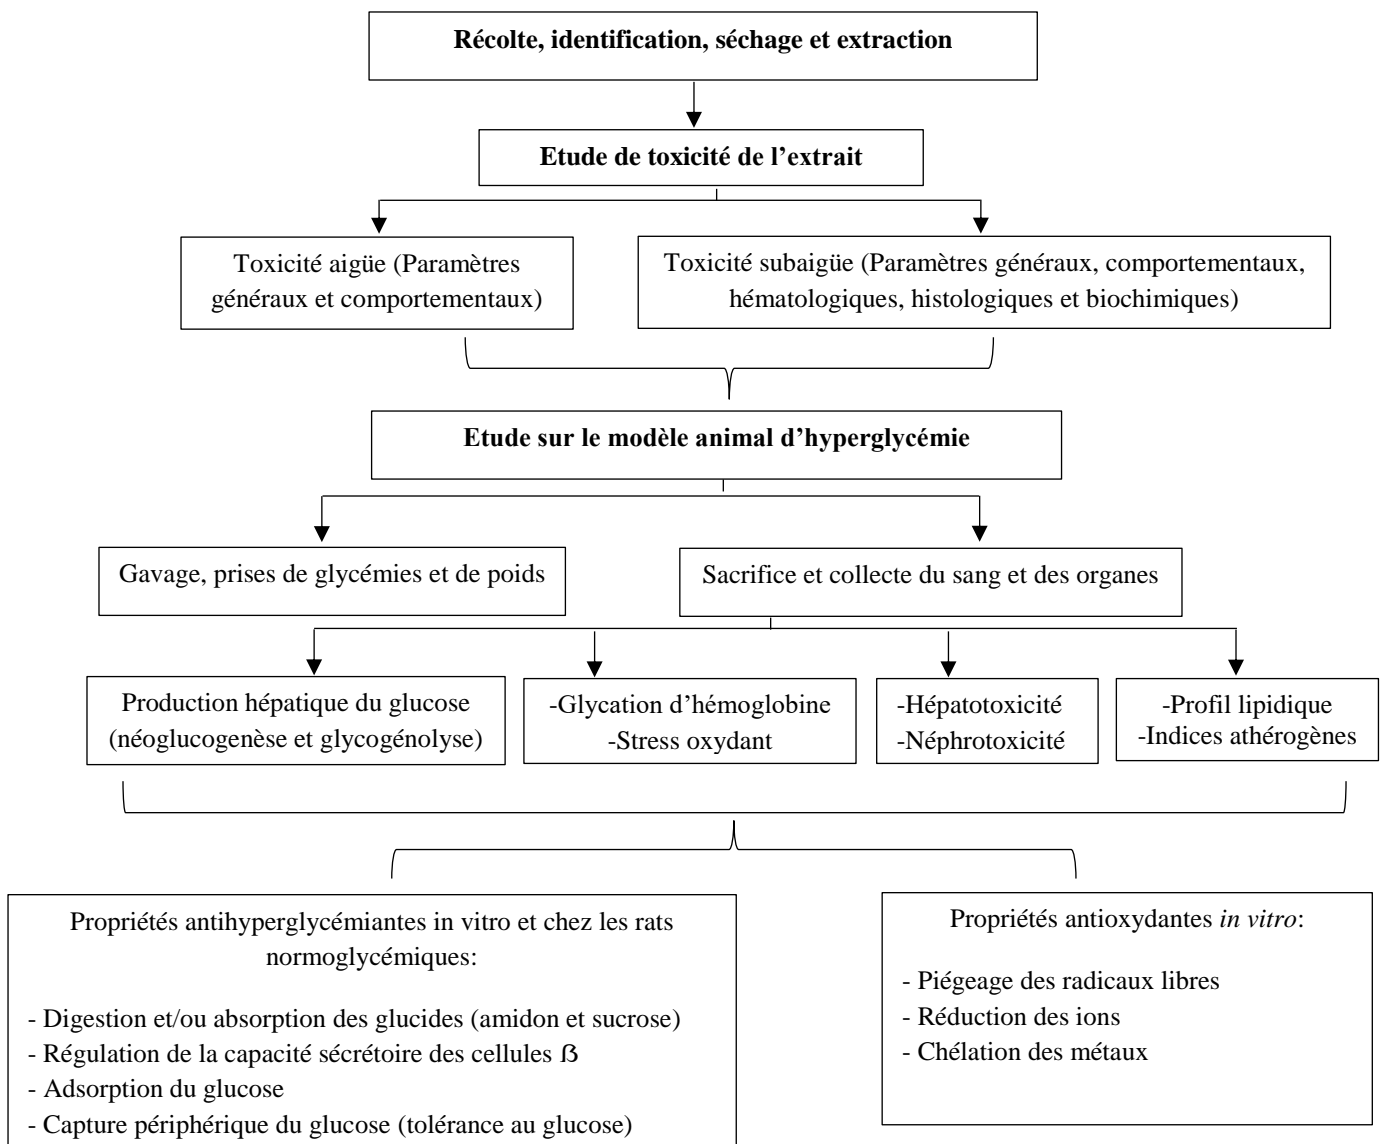 Récolte, identification, séchage et extraction
Etude de toxicité de l’extrait
Toxicité aigüe (Paramètres
généraux et comportementaux)
Toxicité subaigüe (Paramètres généraux, comportementaux,
hématologiques, histologiques et biochimiques)
Etude sur le modèle animal d’hyperglycémie
Gavage, prises de glycémies et de poids
Sacrifice et collecte du sang et des organes
Production hépatique du glucose
(néoglucogenèse et glycogénolyse)
-Glycation d’hémoglobine
-Stress oxydant
-Hépatotoxicité
-Néphrotoxicité
-Profil lipidique
-Indices athérogènes
Propriétés antihyperglycémiantes in vitro et chez les rats
normoglycémiques:
- Digestion et/ou absorption des glucides (amidon et sucrose)
- Régulation de la capacité sécrétoire des cellules ẞ
- Adsorption du glucose
- Capture périphérique du glucose (tolérance au glucose)
Propriétés antioxydantes in vitro:
- Piégeage des radicaux libres
- Réduction des ions
- Chélation des métaux